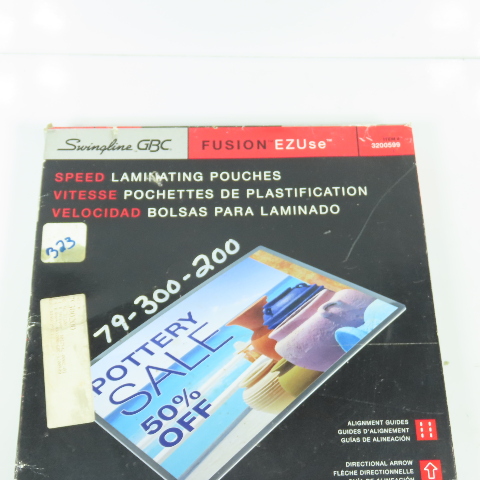 Swingline GBC
FUSION EZUse™
3200599
SPEED LAMINATING POUCHES
VITESSE POCHETTES DE PLASTIFICATION
VELOCIDAD BOLSAS PARA LAMINADO
B23
79-300-200
POTTERY
SALE
50%
OFF
ALIGNMENT GUIDES
GUIDES D'ALIGNEMENT
GUÍAS DE ALINEACIÓN
DIRECTIONAL ARROW
FLÈCHE DIRECTIONNELLE